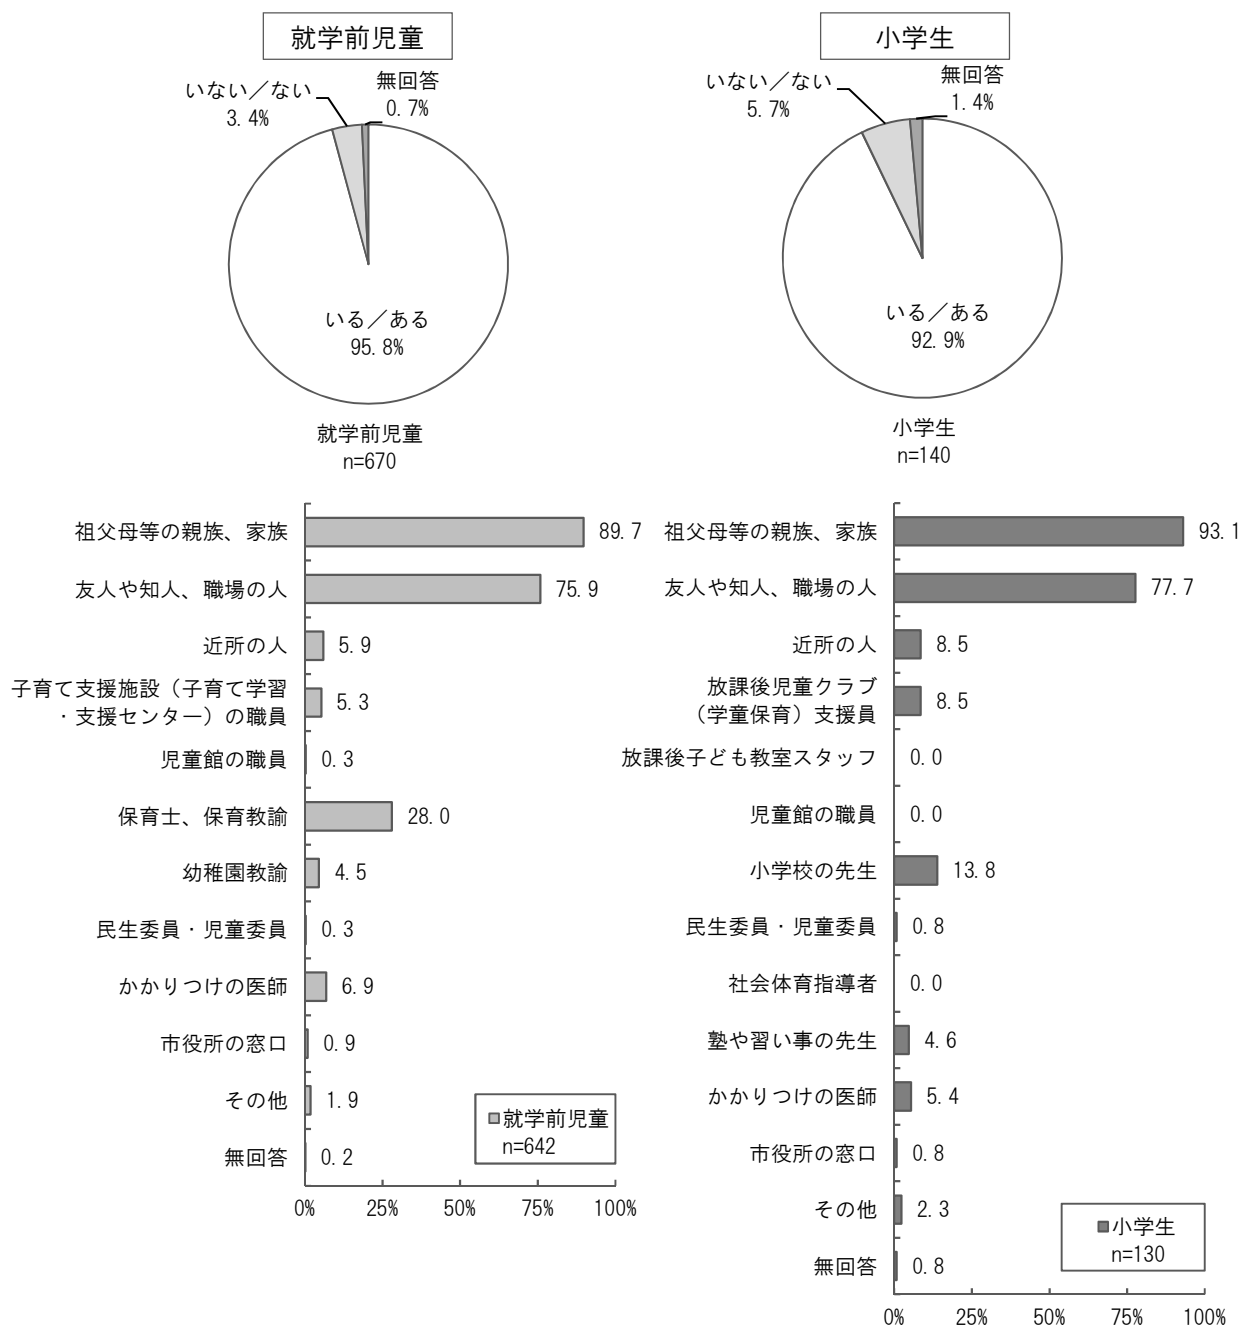 就学前児童
いない／ない
3.4%
無回答
0.7%
いる／ある
95.8%
就学前児童
n=670
小学生
いない／ない
5.7%
無回答
1.4%
いる／ある
92.9%
小学生
n=140
祖父母等の親族、家族 89.7
友人や知人、職場の人 75.9
近所の人 5.9
子育て支援施設（子育て学習
・支援センター）の職員 5.3
児童館の職員 0.3
保育士、保育教諭 28.0
幼稚園教諭 4.5
民生委員・児童委員 0.3
かかりつけの医師 6.9
市役所の窓口 0.9
その他 1.9
無回答 0.2
0% 25% 50% 75% 100%
就学前児童
n=642
祖父母等の親族、家族 93.1
友人や知人、職場の人 77.7
近所の人 8.5
放課後児童クラブ
（学童保育）支援員 8.5
放課後子ども教室スタッフ 0.0
児童館の職員 0.0
小学校の先生 13.8
民生委員・児童委員 0.8
社会体育指導者 0.0
塾や習い事の先生 4.6
かかりつけの医師 5.4
市役所の窓口 0.8
その他 2.3
無回答 0.8
0% 25% 50% 75% 100%
小学生
n=130